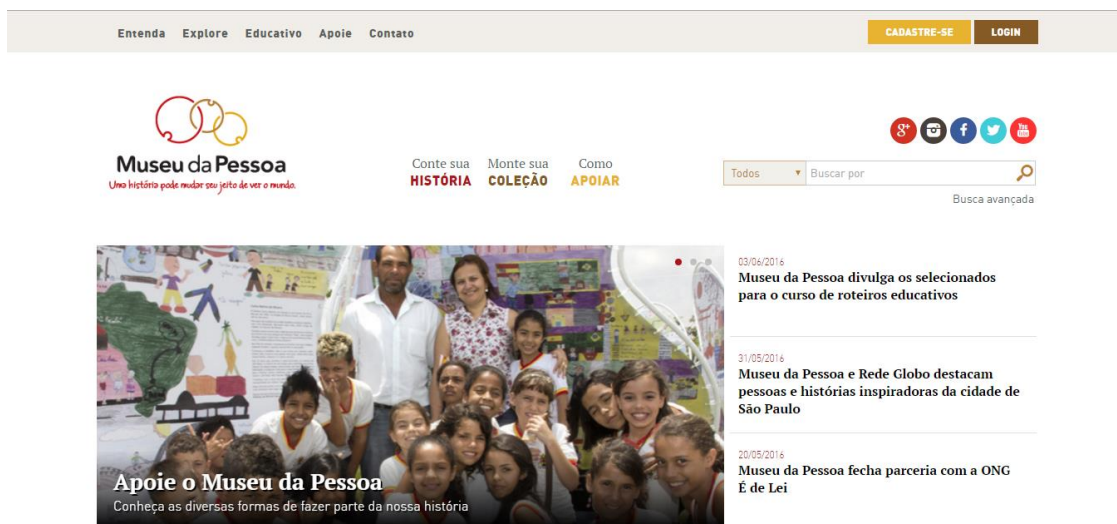 Entenda Explore Educativo Apoie Contato
CADASTRE-SE LOGIN
Museu da Pessoa
Uma história pode mudar seu jeito de ver o mundo.
Conte sua
HISTÓRIA
Monte sua
COLEÇÃO
Como
APOIAR
g+ f You Tube
Todos Buscar por
Busca avançada
Apoie o Museu da Pessoa
Conheça as diversas formas de fazer parte da nossa história
03/06/2016
Museu da Pessoa divulga os selecionados
para o curso de roteiros educativos
31/05/2016
Museu da Pessoa e Rede Globo destacam
pessoas e histórias inspiradoras da cidade de
São Paulo
20/05/2016
Museu da Pessoa fecha parceria com a ONG
É de Lei